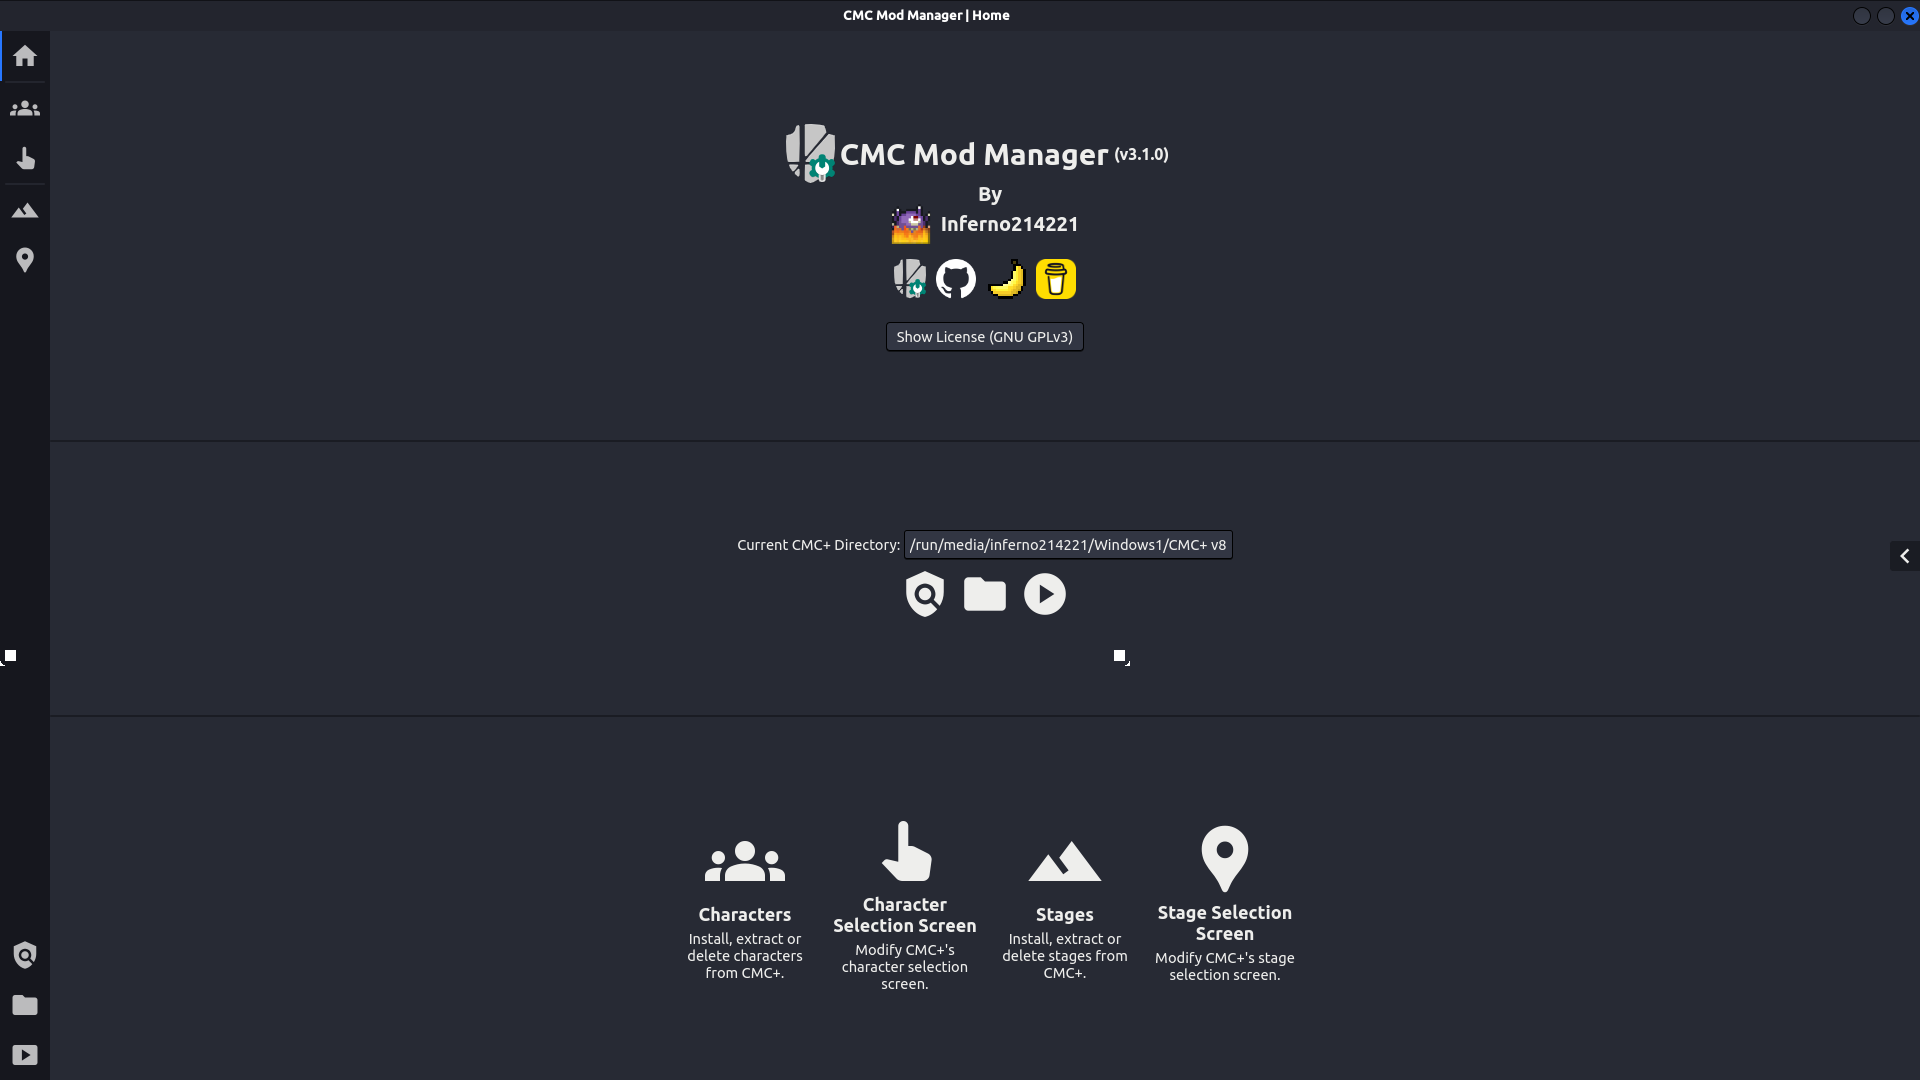 CMC Mod Manager | Home
CMC Mod Manager (v3.1.0)
By
Inferno214221
Show License (GNU GPLv3)
Current CMC+ Directory: /run/media/inferno214221/Windows1/CMC+ v8
Characters
Install, extract or
delete characters
from CMC+.
Character
Selection Screen
Modify CMC+'s
character selection
screen.
Stages
Install, extract or
delete stages from
CMC+.
Stage Selection
Screen
Modify CMC+'s stage
selection screen.